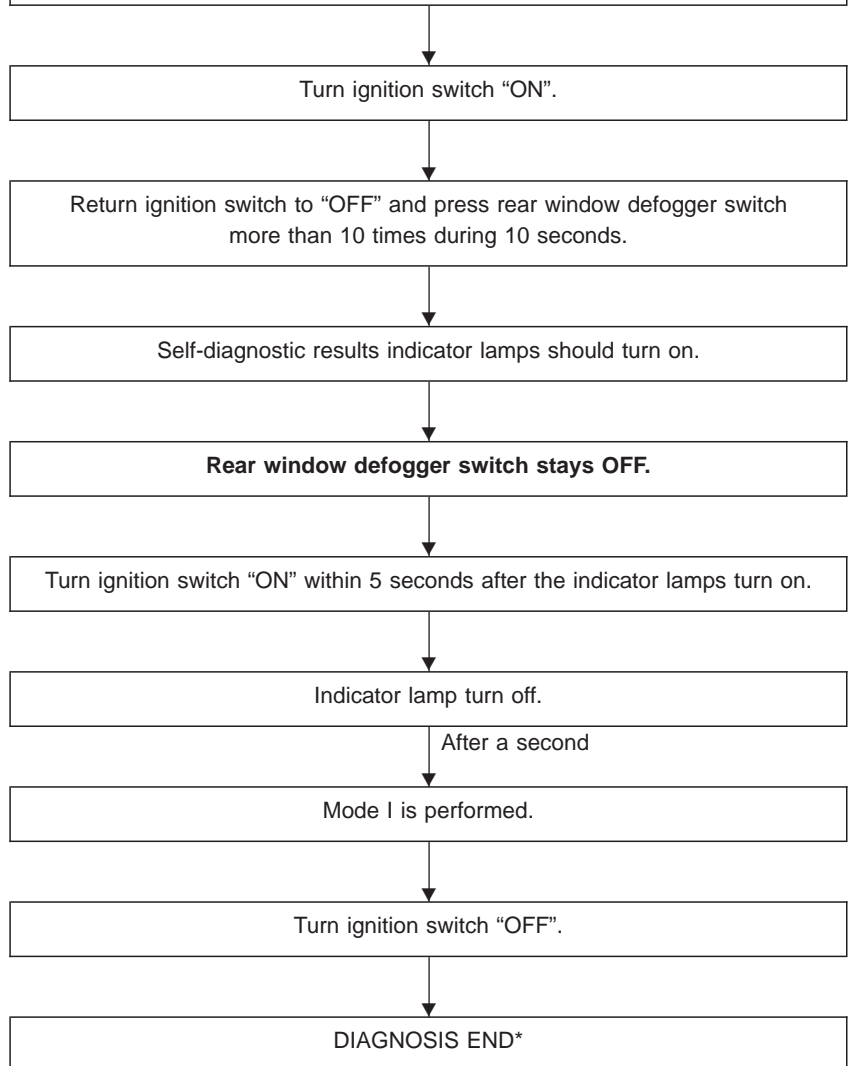 Turn ignition switch “ON”.
Return ignition switch to “OFF” and press rear window defogger switch
more than 10 times during 10 seconds.
Self-diagnostic results indicator lamps should turn on.
Rear window defogger switch stays OFF.
Turn ignition switch “ON” within 5 seconds after the indicator lamps turn on.
Indicator lamp turn off.
After a second
Mode I is performed.
Turn ignition switch “OFF”.
DIAGNOSIS END*